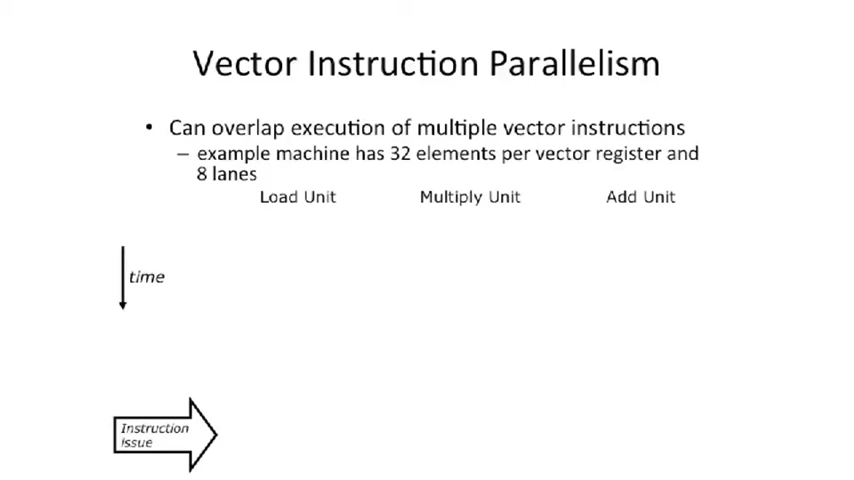 Vector Instruction Parallelism
• Can overlap execution of multiple vector instructions
– example machine has 32 elements per vector register and
8 lanes
Load Unit Multiply Unit Add Unit
time
Instruction
issue